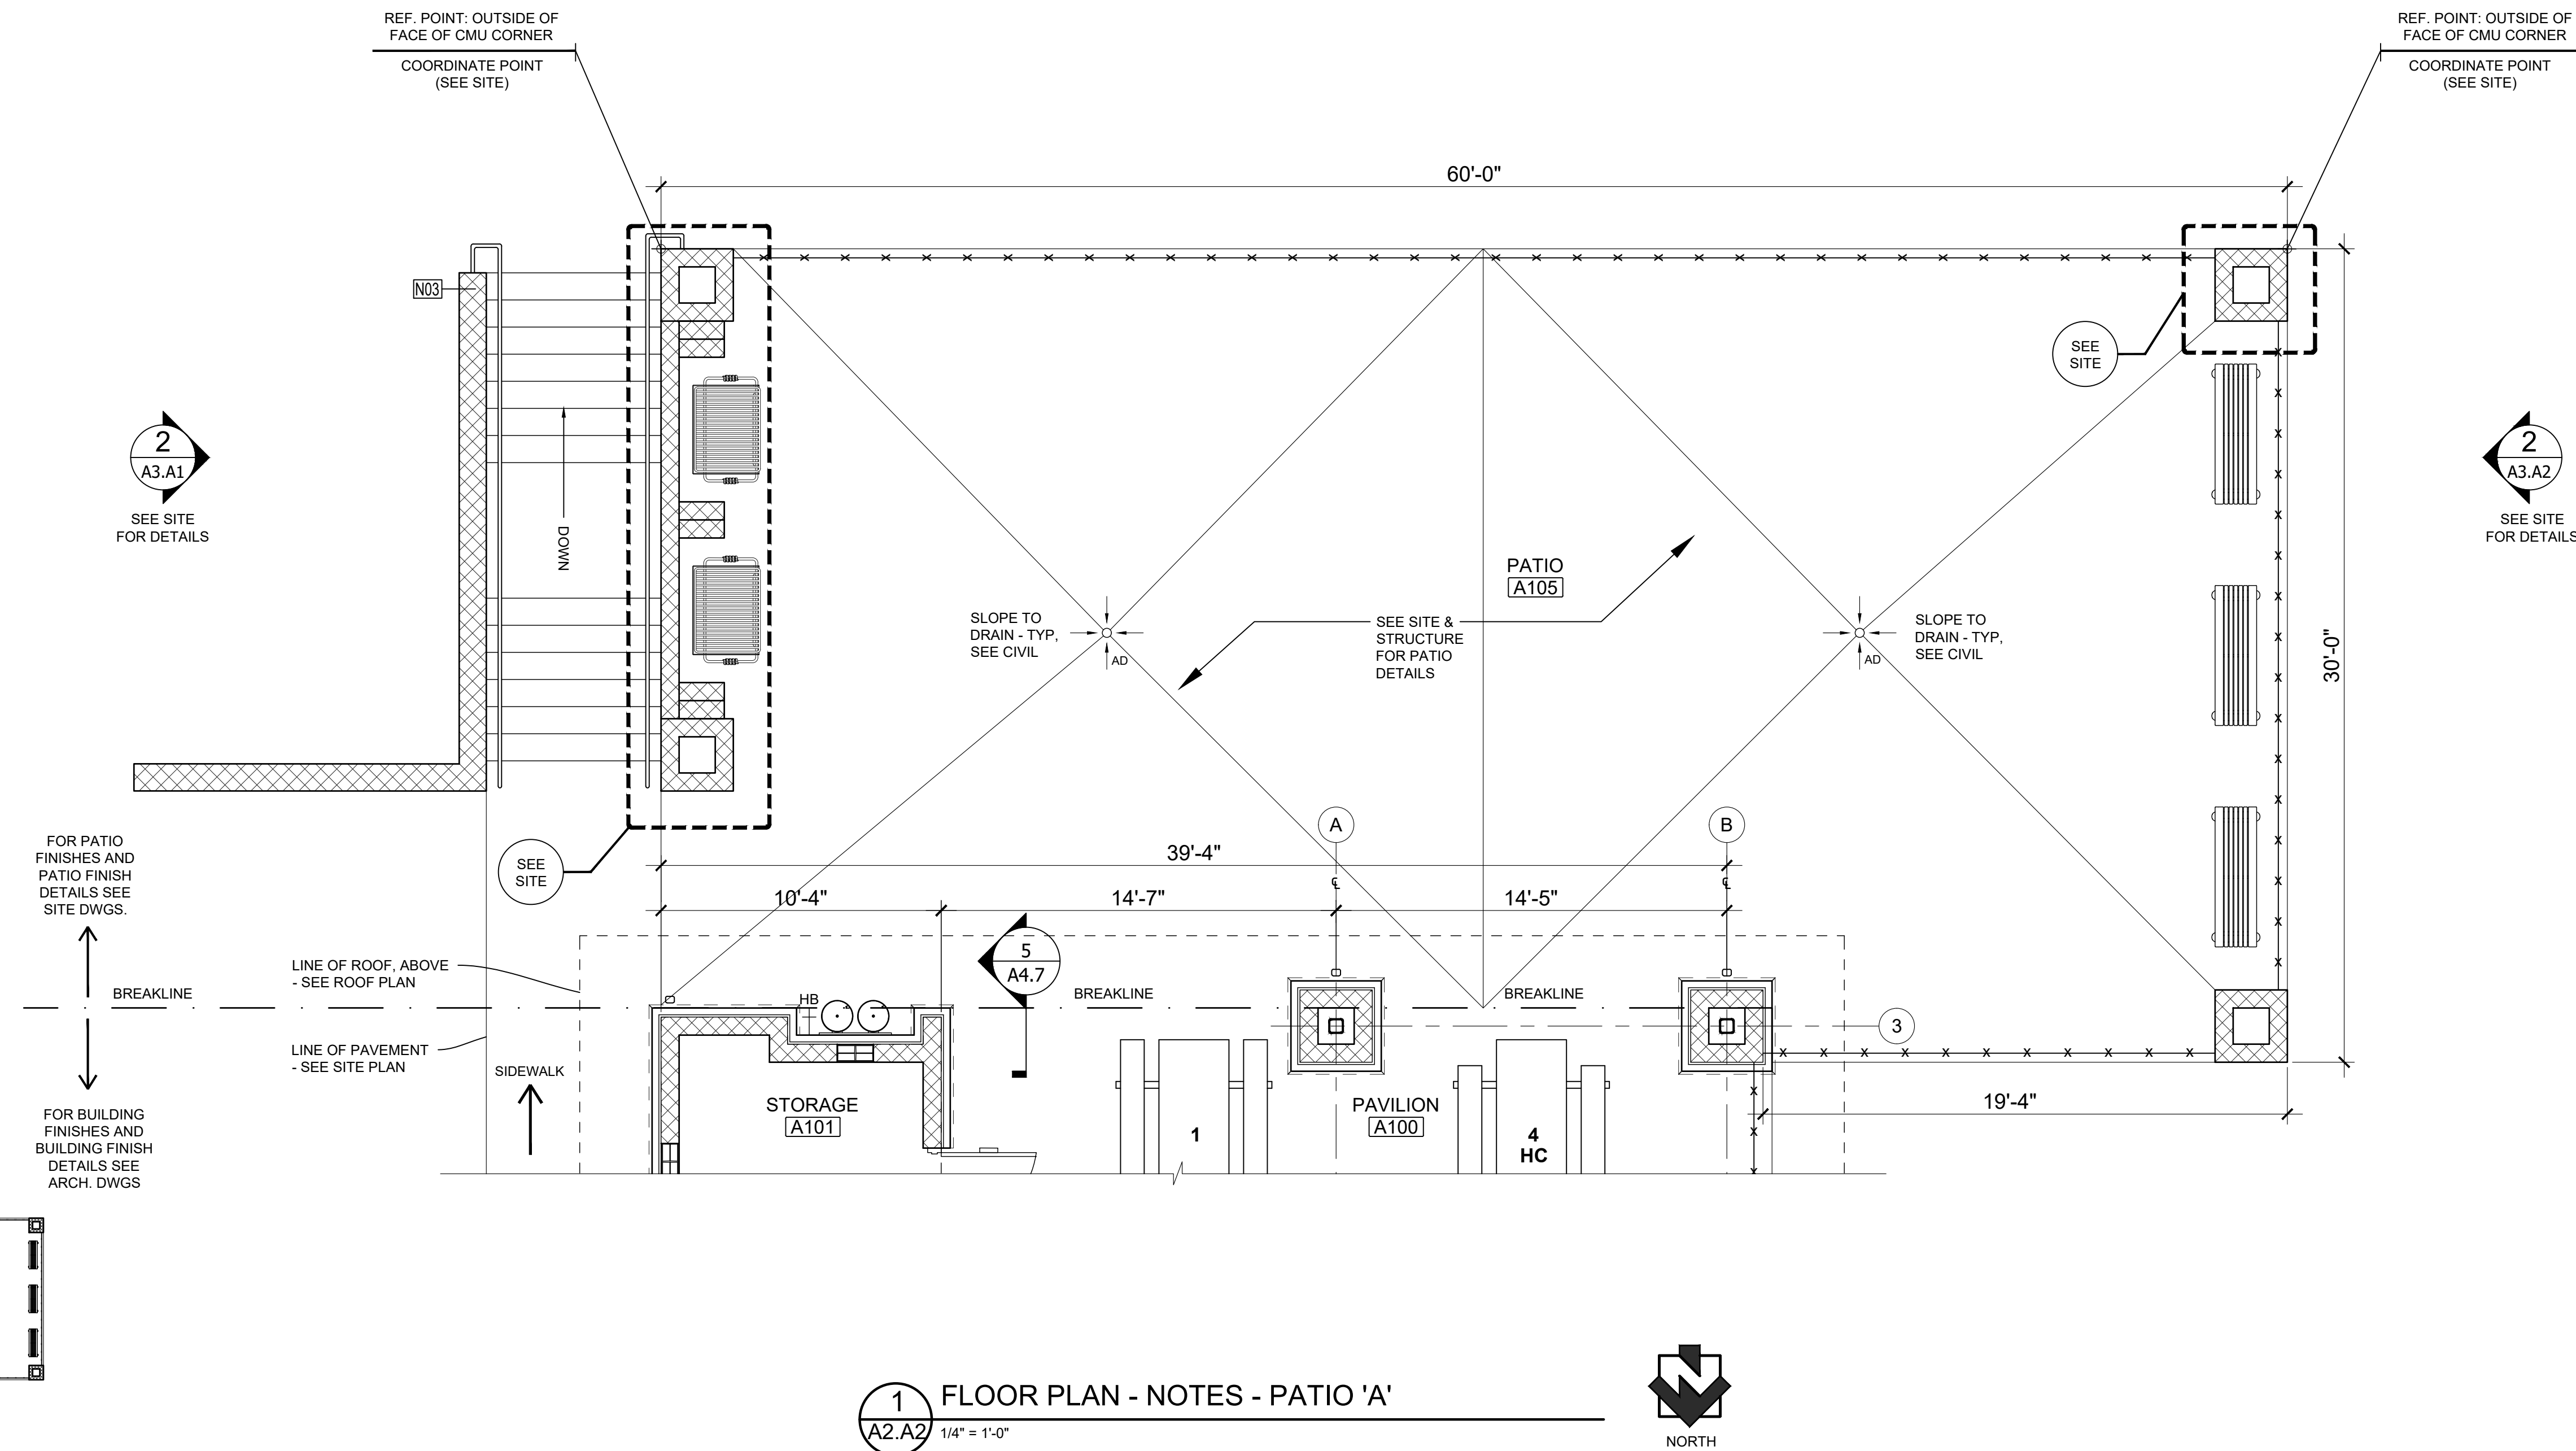 REF. POINT: OUTSIDE OF
FACE OF CMU CORNER
COORDINATE POINT
(SEE SITE)
REF. POINT: OUTSIDE OF
FACE OF CMU CORNER
COORDINATE POINT
(SEE SITE)
60'-0"
N03
SEE
SITE
2
A3.A1
SEE SITE
FOR DETAILS
2
A3.A2
SEE SITE
FOR DETAILS
DOWN
PATIO
A105
SLOPE TO
DRAIN - TYP,
SEE CIVIL
AD
SEE SITE &
STRUCTURE
FOR PATIO
DETAILS
SLOPE TO
DRAIN - TYP,
SEE CIVIL
AD
30'-0"
FOR PATIO
FINISHES AND
PATIO FINISH
DETAILS SEE
SITE DWGS.
SEE
SITE
A
B
39'-4"
10'-4"
14'-7"
14'-5"
5
A4.7
LINE OF ROOF, ABOVE
- SEE ROOF PLAN
BREAKLINE
HB
BREAKLINE
BREAKLINE
3
LINE OF PAVEMENT
- SEE SITE PLAN
SIDEWALK
STORAGE
A101
1
PAVILION
A100
4
HC
19'-4"
FOR BUILDING
FINISHES AND
BUILDING FINISH
DETAILS SEE
ARCH. DWGS
1
A2.A2
FLOOR PLAN - NOTES - PATIO 'A'
1/4" = 1'-0"
NORTH